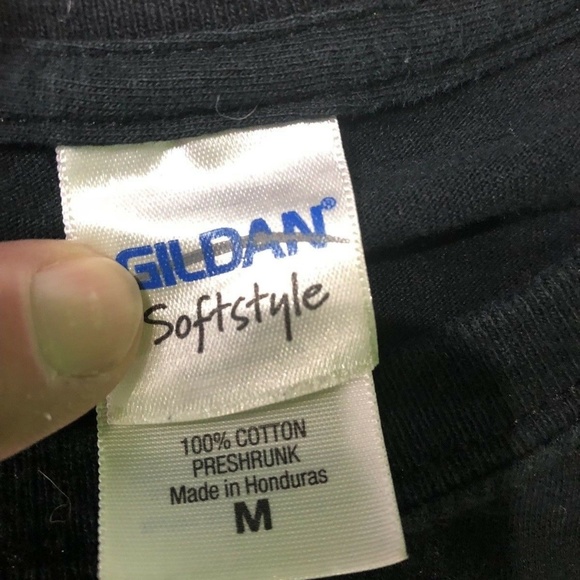 GILDAN®
Softstyle
100% COTTON
PRESHRUNK
Made in Honduras
M